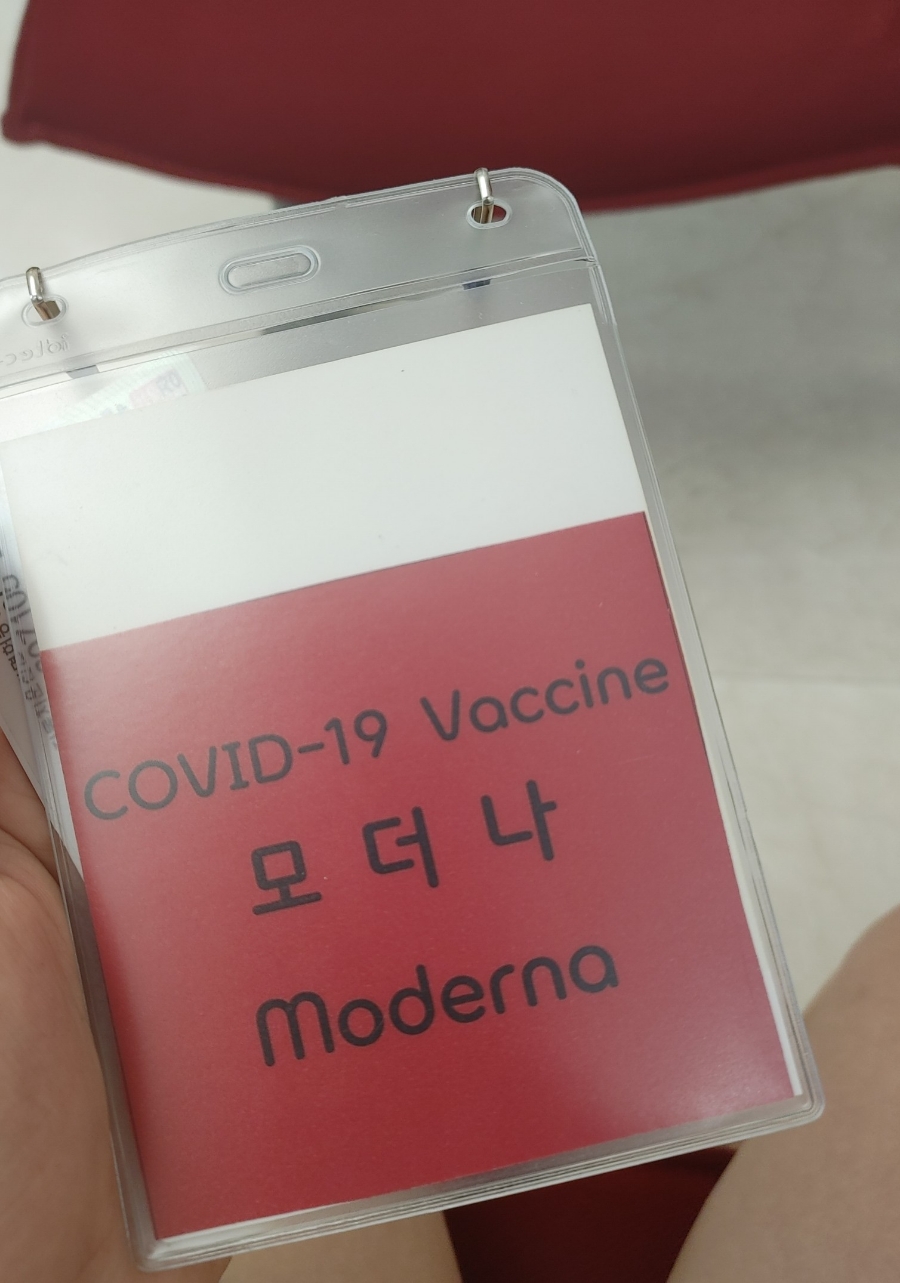 COVID-19 Vaccine
모더나
Moderna